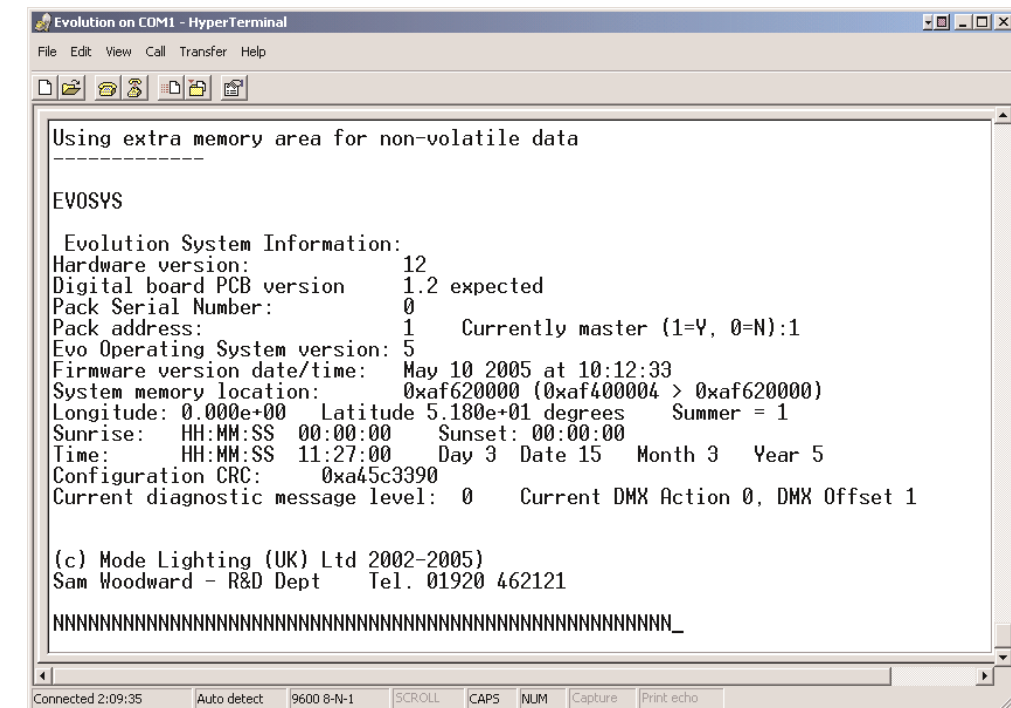 Evolution on COM1 - HyperTerminal
File Edit View Call Transfer Help
Using extra memory area for non-volatile data
-------------
EVOSYS
Evolution System Information:
Hardware version: 12
Digital board PCB version 1.2 expected
Pack Serial Number: 0
Pack address: 1 Currently master (1=Y, 0=N):1
Evo Operating System version: 5
Firmware version date/time: May 10 2005 at 10:12:33
System memory location: 0xaf620000 (0xaf400004 > 0xaf620000)
Longitude: 0.000e+00 Latitude 5.180e+01 degrees Summer = 1
Sunrise: HH:MM:SS 00:00:00 Sunset: 00:00:00
Time: HH:MM:SS 11:27:00 Day 3 Date 15 Month 3 Year 5
Configuration CRC: 0xa45c3390
Current diagnostic message level: 0 Current DMX Action 0, DMX Offset 1
(c) Mode Lighting (UK) Ltd 2002-2005)
Sam Woodward - R&D Dept Tel. 01920 462121
NNNNNNNNNNNNNNNNNNNNNNNNNNNNNNNNNNNNNNNNNNNNNNNNNNNNNN_
Connected 2:09:35 Auto detect 9600 8-N-1 SCROLL CAPS NUM Capture Print echo